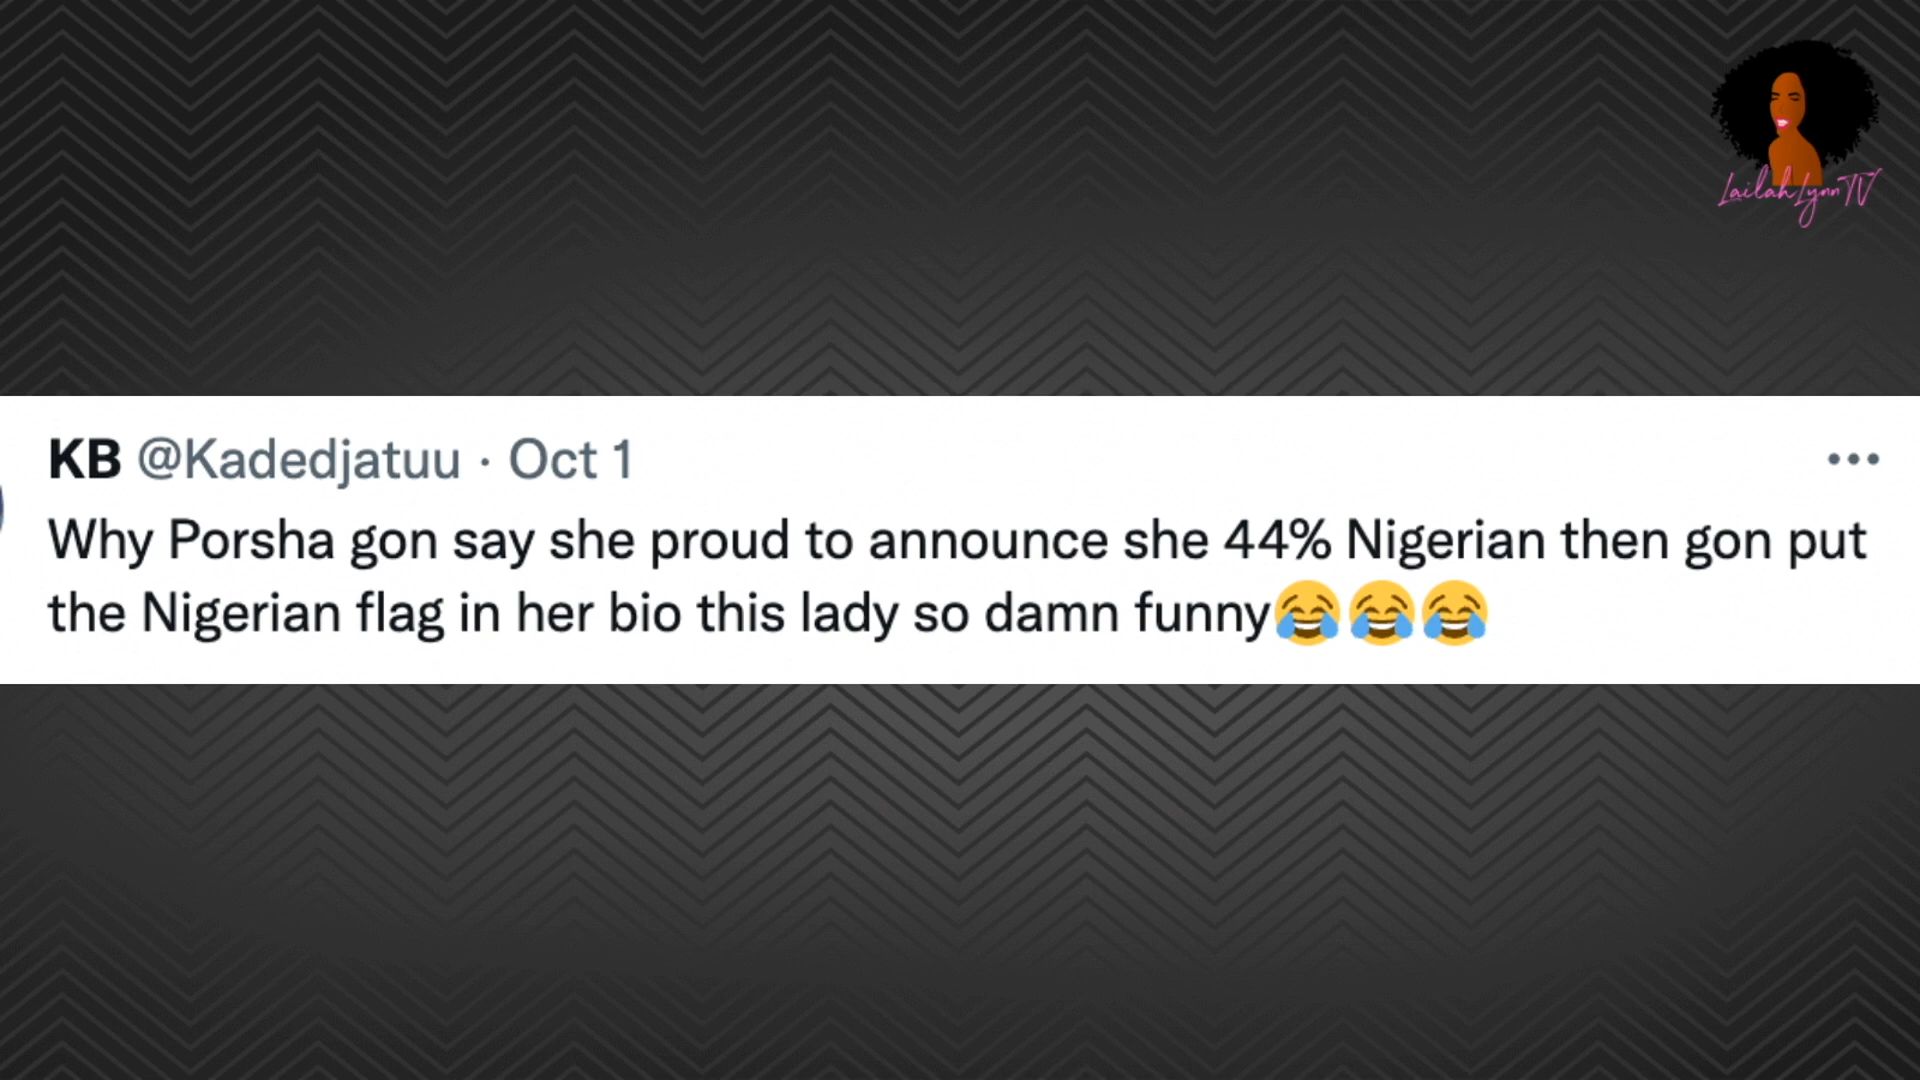 LailahLynnTV
KB @Kadedjatuu · Oct 1
Why Porsha gon say she proud to announce she 44% Nigerian then gon put
the Nigerian flag in her bio this lady so damn funny😂😂😂